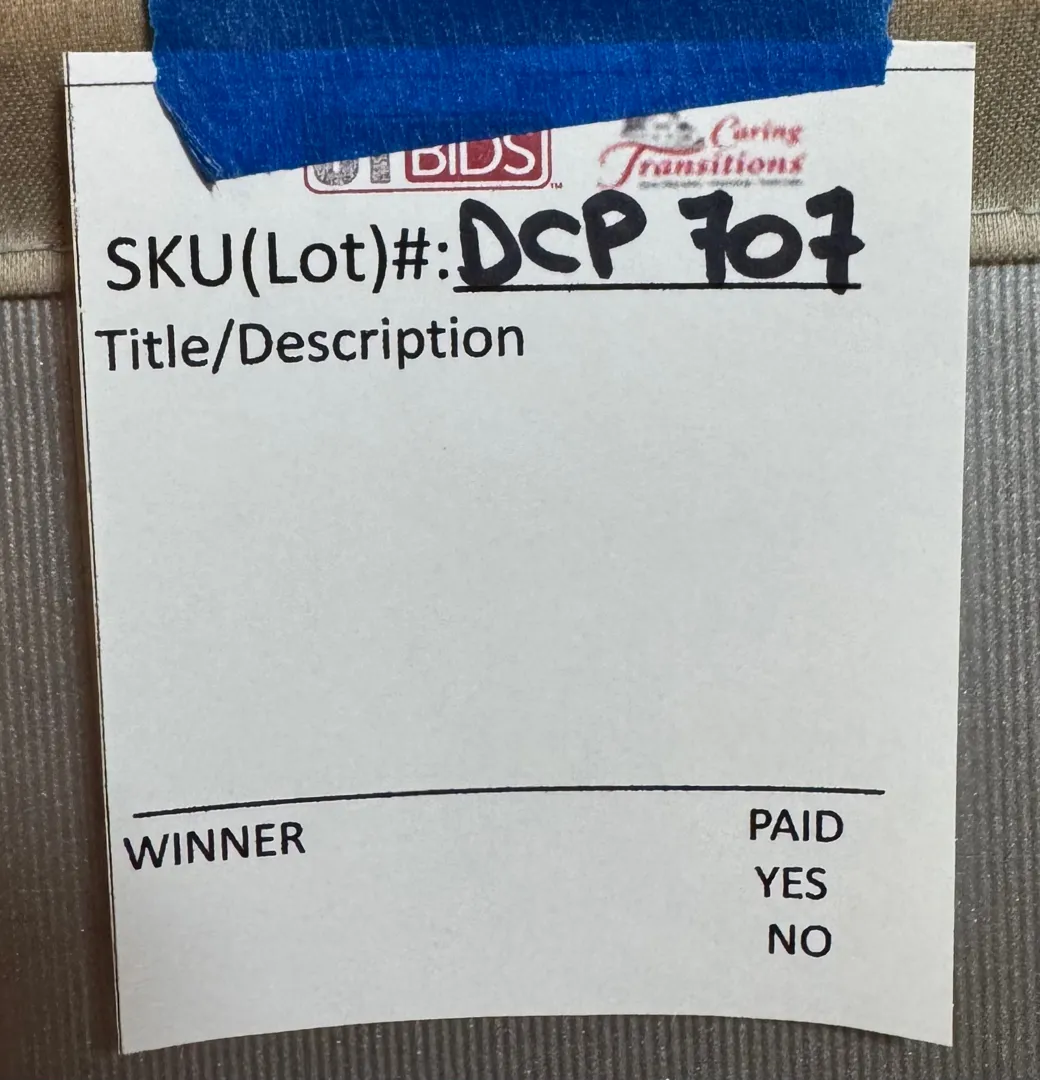 BIDS
Caring
Transitions
SKU(Lot)#: DCP 707
Title/Description
WINNER
PAID
YES
NO